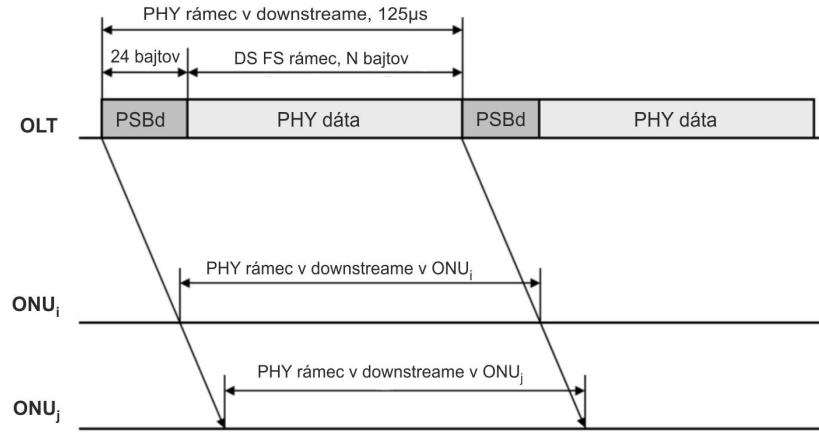 PHY rámec v downstreame, 125µs
24 bajtov DS FS rámec, N bajtov
OLT PSBd PHY dáta PSBd PHY dáta
PHY rámec v downstreame v ONUi
ONUi
PHY rámec v downstreame v ONUj
ONUj